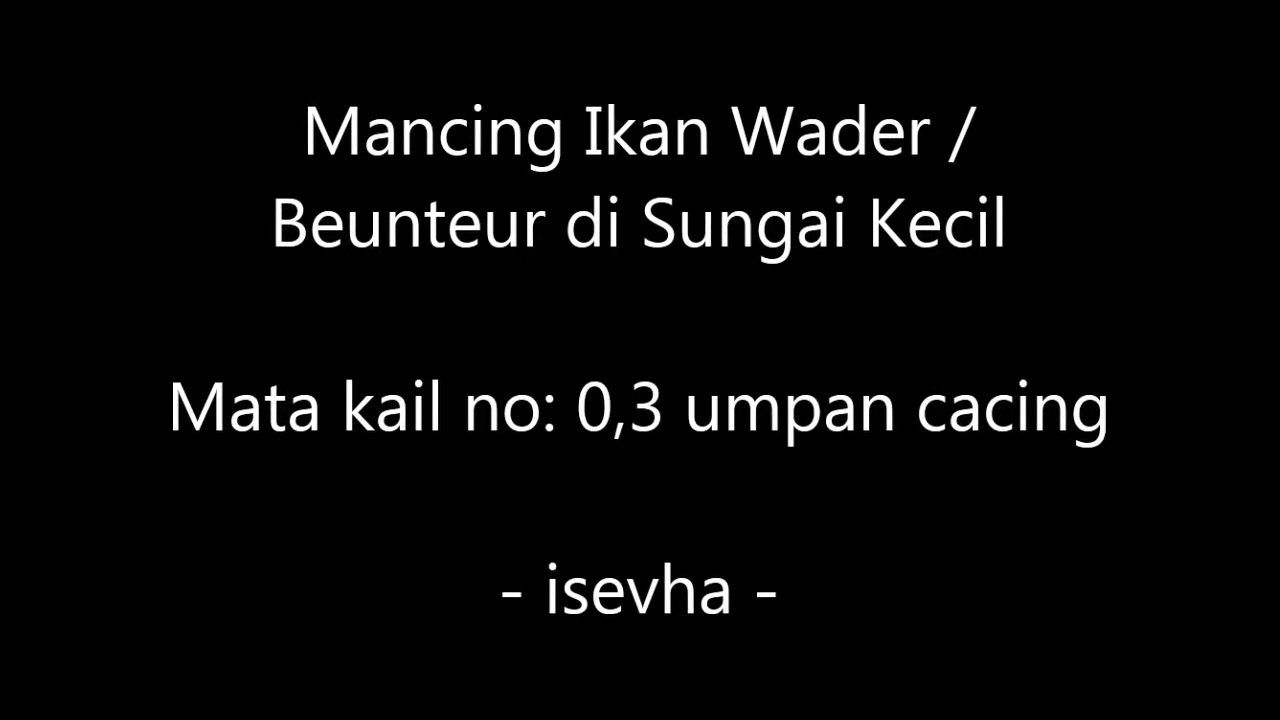 Mancing Ikan Wader /
Beunteur di Sungai Kecil
Mata kail no: 0,3 umpan cacing
- isevha -